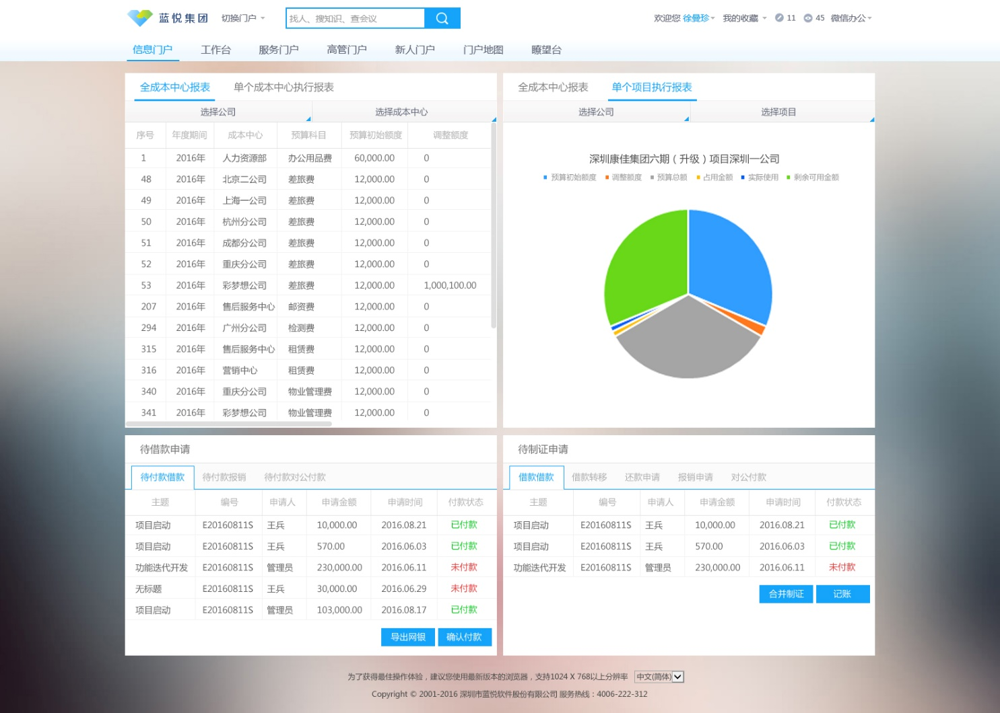 蓝悦集团 切换门户 找人、搜知识、查会议 欢迎您 徐曼珍 我的收藏 11 45 微信办公
信息门户 工作台 服务门户 高管门户 新人门户 门户地图 瞭望台
全成本中心报表 单个成本中心执行报表
选择公司 选择成本中心
序号 年度期间 成本中心 预算科目 预算初始额度 调整额度
1 2016年 人力资源部 办公用品费 60,000.00 0
48 2016年 北京二公司 差旅费 12,000.00 0
49 2016年 上海一公司 差旅费 12,000.00 0
50 2016年 杭州分公司 差旅费 12,000.00 0
51 2016年 成都分公司 差旅费 12,000.00 0
52 2016年 重庆分公司 差旅费 12,000.00 0
53 2016年 彩梦想公司 差旅费 12,000.00 1,000,100.00
207 2016年 售后服务中心 邮资费 12,000.00 0
294 2016年 广州分公司 检测费 12,000.00 0
315 2016年 售后服务中心 租赁费 12,000.00 0
316 2016年 营销中心 租赁费 12,000.00 0
340 2016年 重庆分公司 物业管理费 12,000.00 0
341 2016年 彩梦想公司 物业管理费 12,000.00 0
全成本中心报表 单个项目执行报表
选择公司 选择项目
深圳康佳集团六期（升级）项目深圳一公司
预算初始额度 调整额度 预算总额 占用金额 实际使用 剩余可用金额
待借款申请
待付款借款 待付款报销 待付款对公付款
主题 编号 申请人 申请金额 申请时间 付款状态
项目启动 E20160811S 王兵 10,000.00 2016.08.21 已付款
项目启动 E20160811S 王兵 570.00 2016.06.03 已付款
功能迭代开发 E20160811S 管理员 230,000.00 2016.06.11 未付款
无标题 E20160811S 王兵 30,000.00 2016.06.29 未付款
项目启动 E20160811S 管理员 103,000.00 2016.08.17 已付款
导出网银 确认付款
待制证申请
借款借款 借款转移 还款申请 报销申请 对公付款
主题 编号 申请人 申请金额 申请时间 付款状态
项目启动 E20160811S 王兵 10,000.00 2016.08.21 已付款
项目启动 E20160811S 王兵 570.00 2016.06.03 已付款
功能迭代开发 E20160811S 管理员 230,000.00 2016.06.11 未付款
合并制证 记账
为了获得最佳操作体验，建议您使用最新版本的浏览器，支持1024 X 768以上分辨率 中文(简体)
Copyright © 2001-2016 深圳市蓝悦软件股份有限公司 服务热线：4006-222-312